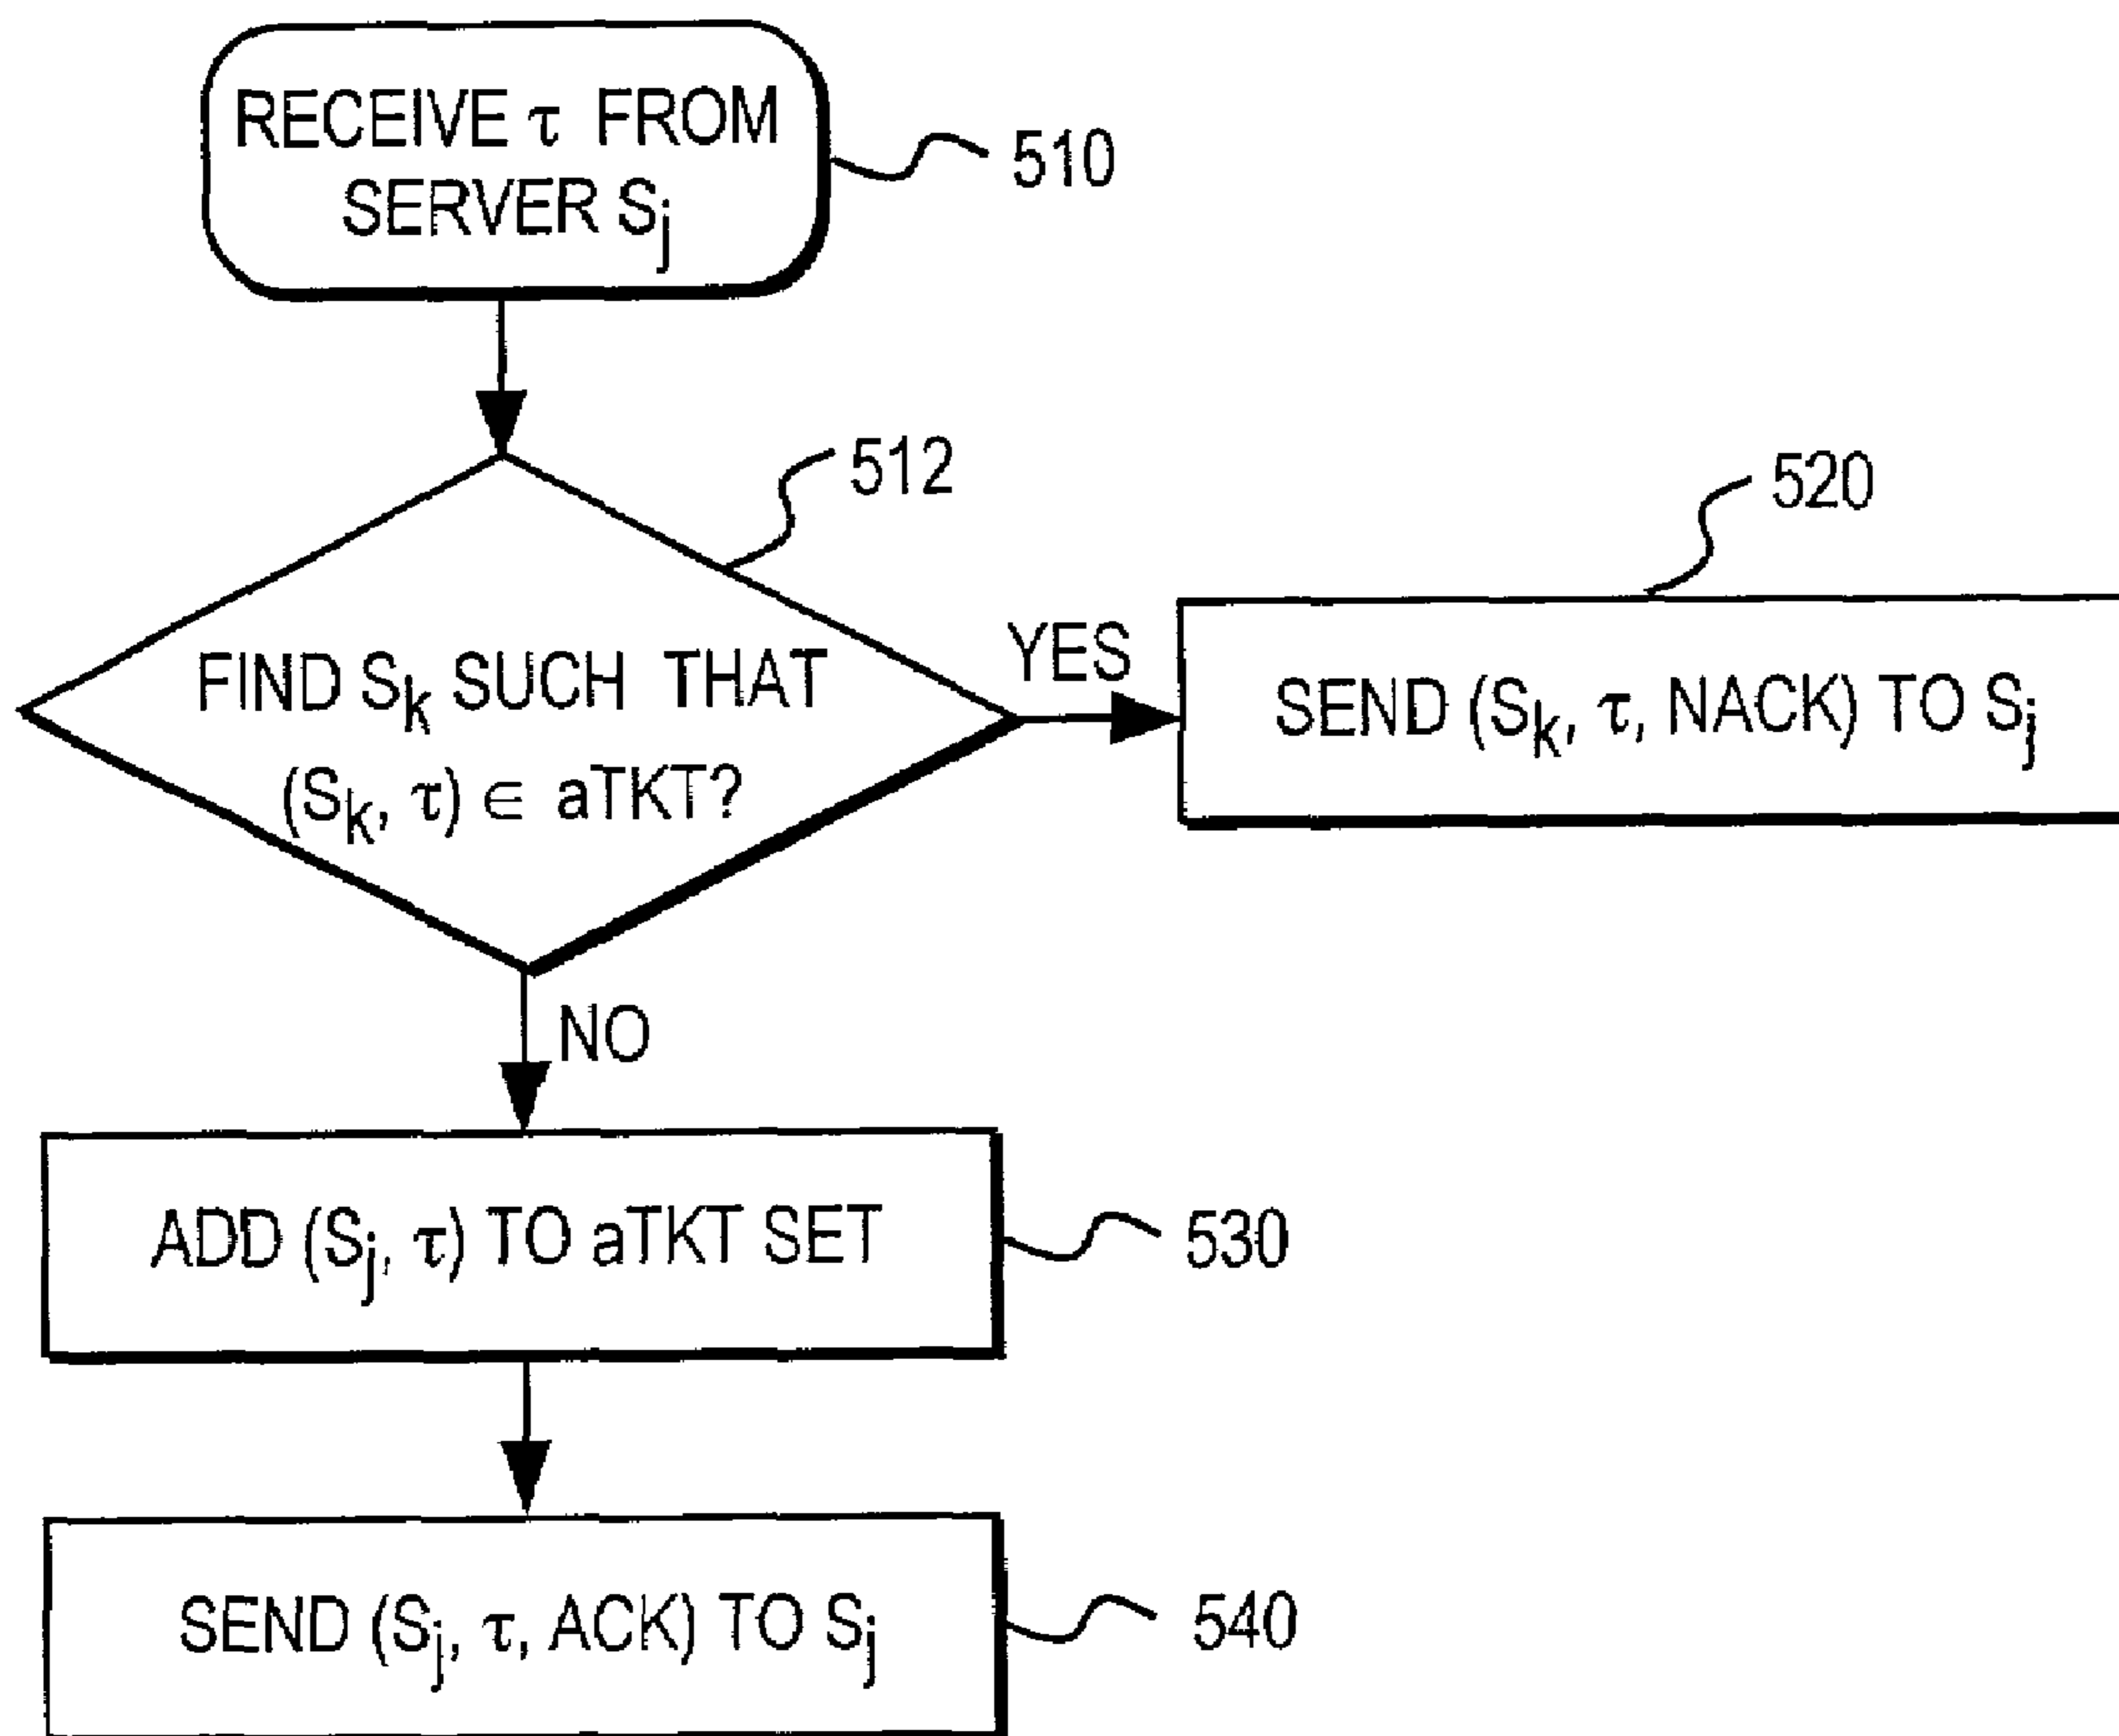 RECEIVE τ FROM
SERVER Sj
510
512
FIND Sk SUCH THAT
(Sk, τ) ∈ aTKT?
YES
520
SEND (Sk, τ, NACK) TO Sj
NO
ADD (Sj, τ) TO aTKT SET
530
SEND (Sj, τ, ACK) TO Sj
540